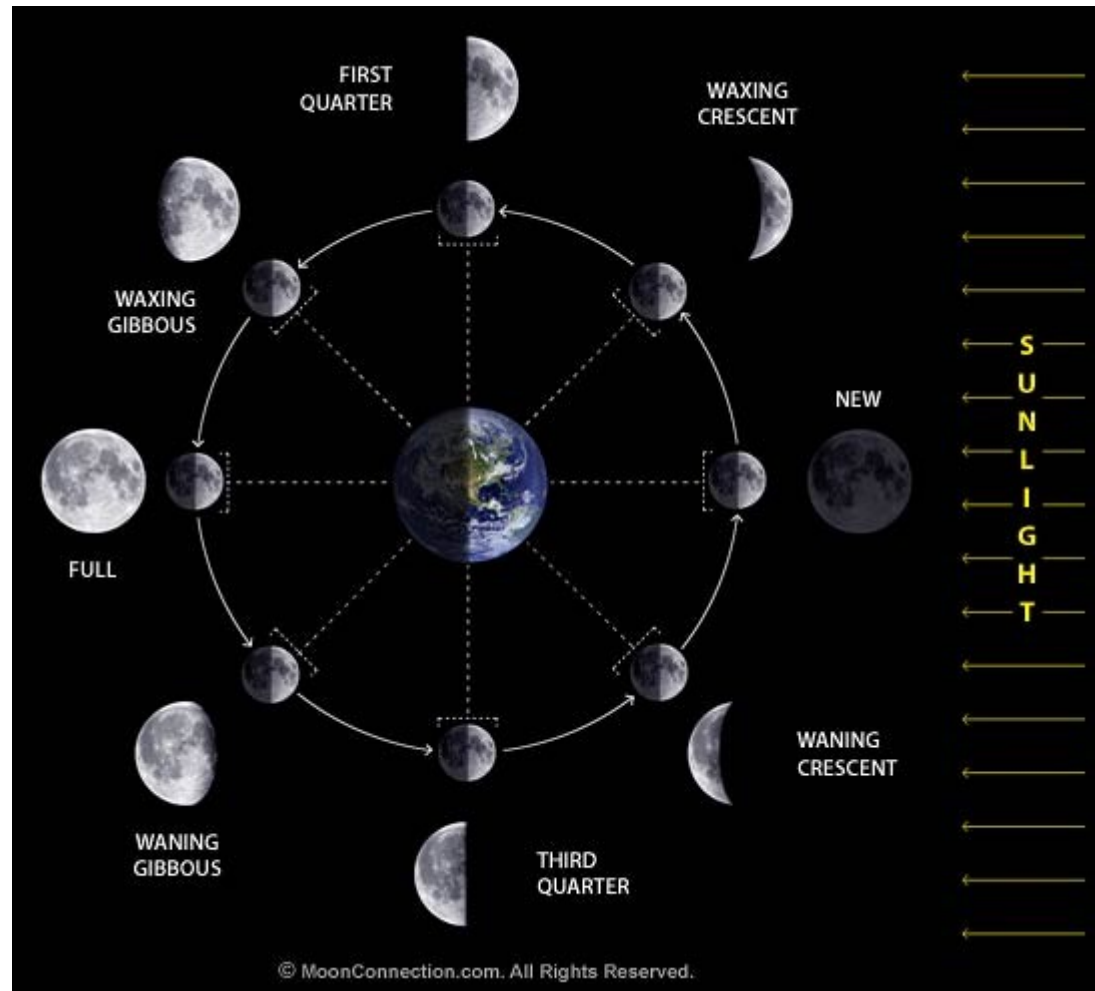 FIRST
QUARTER
WAXING
CRESCENT
WAXING
GIBBOUS
NEW
SUNLIGHT
FULL
WANING
CRESCENT
WANING
GIBBOUS
THIRD
QUARTER
© MoonConnection.com. All Rights Reserved.